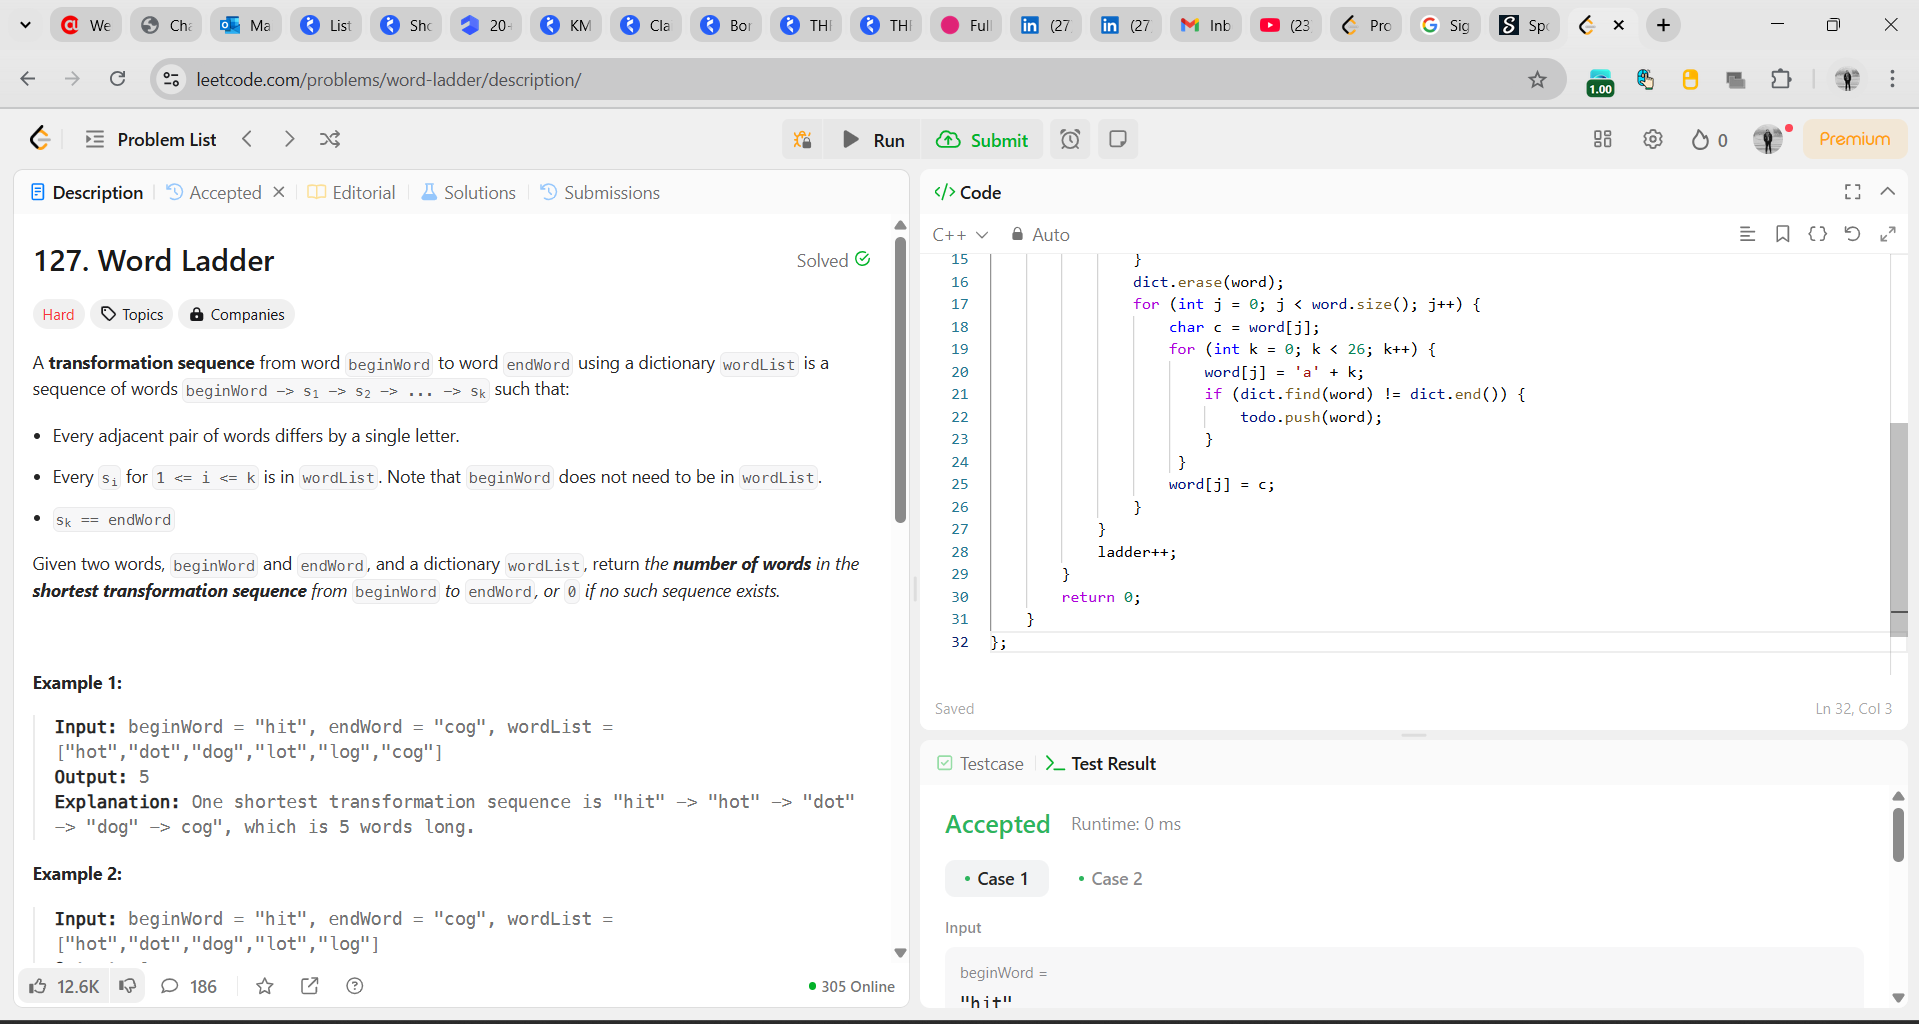 We
Cha
Ma
List
Sho
20-
KM
Cla
Bor
THI
THI
Full
(27
(27
Inb
(23
Pro
Sig
Spo
leetcode.com/problems/word-ladder/description/
1.00
Problem List
Run
Submit
0
Premium
Description
Accepted
Editorial
Solutions
Submissions
127. Word Ladder
Solved
Hard
Topics
Companies
A transformation sequence from word beginWord to word endWord using a dictionary wordList is a
sequence of words beginWord -> s1 -> s2 -> ... -> sk such that:
• Every adjacent pair of words differs by a single letter.
• Every si for 1 <= i <= k is in wordList. Note that beginWord does not need to be in wordList.
• sk == endWord
Given two words, beginWord and endWord, and a dictionary wordList, return the number of words in the
shortest transformation sequence from beginWord to endWord, or 0 if no such sequence exists.
Example 1:
Input: beginWord = "hit", endWord = "cog", wordList =
["hot","dot","dog","lot","log","cog"]
Output: 5
Explanation: One shortest transformation sequence is "hit" -> "hot" -> "dot"
-> "dog" -> cog", which is 5 words long.
Example 2:
Input: beginWord = "hit", endWord = "cog", wordList =
["hot","dot","dog","lot","log"]
12.6K
186
305 Online
</> Code
C++
Auto
15 }
16 dict.erase(word);
17 for (int j = 0; j < word.size(); j++) {
18 char c = word[j];
19 for (int k = 0; k < 26; k++) {
20 word[j] = 'a' + k;
21 if (dict.find(word) != dict.end()) {
22 todo.push(word);
23 }
24 }
25 word[j] = c;
26 }
27 }
28 ladder++;
29 }
30 return 0;
31 }
32 };
Saved
Ln 32, Col 3
Testcase
Test Result
Accepted
Runtime: 0 ms
• Case 1
• Case 2
Input
beginWord =
"hit"